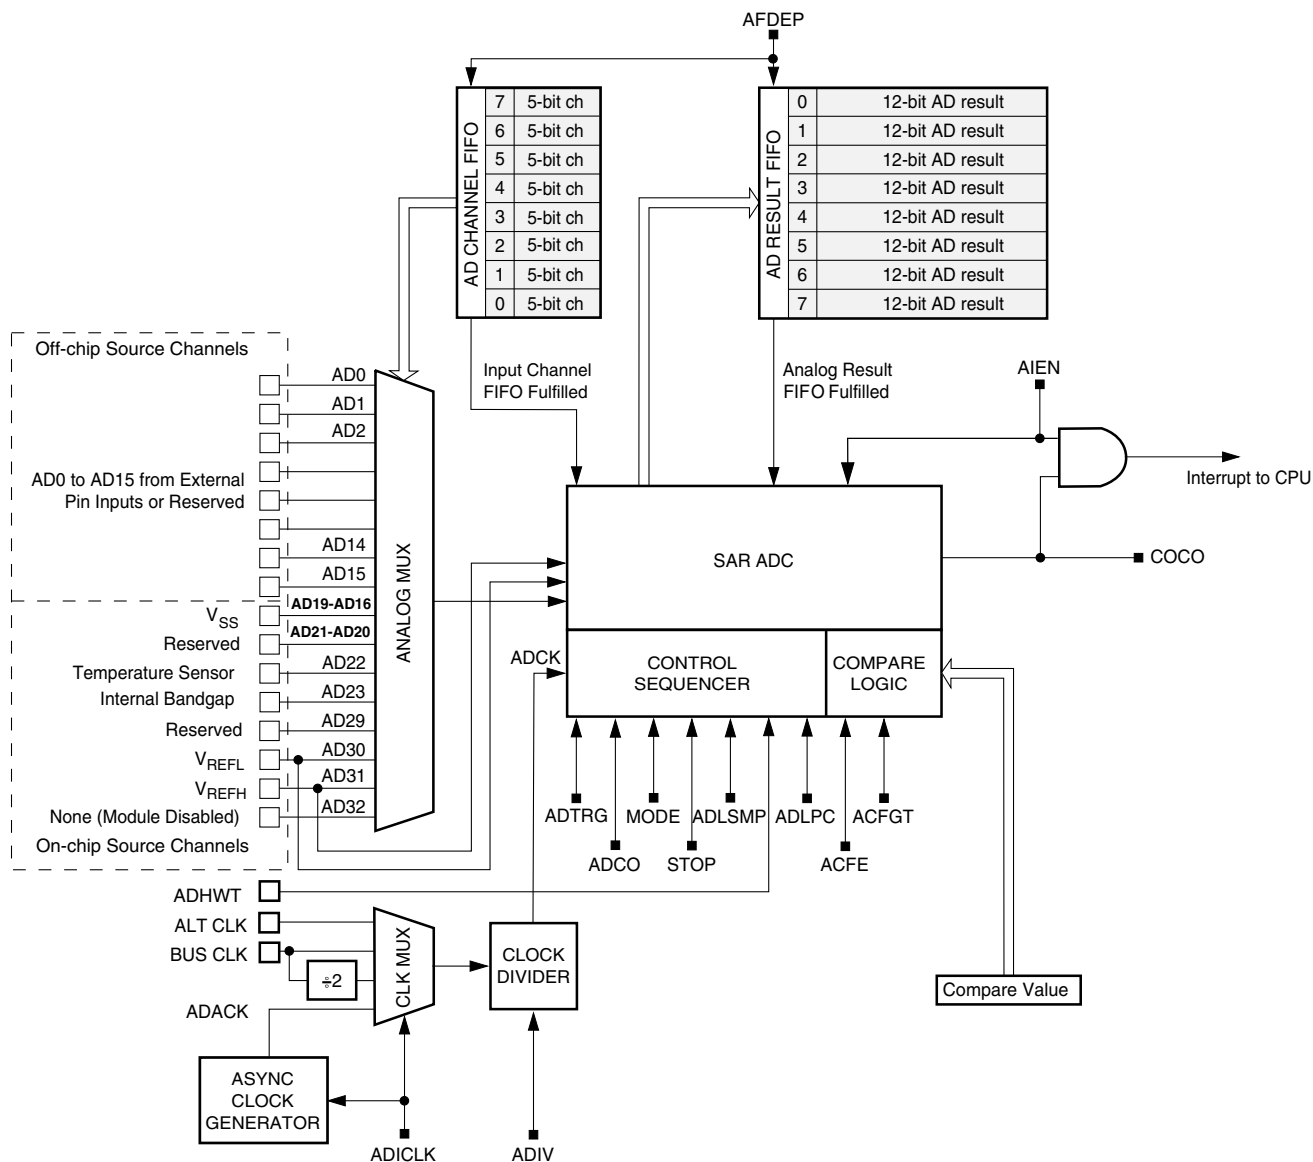 AFDEP
AD CHANNEL FIFO
7 5-bit ch
6 5-bit ch
5 5-bit ch
4 5-bit ch
3 5-bit ch
2 5-bit ch
1 5-bit ch
0 5-bit ch
AD RESULT FIFO
0 12-bit AD result
1 12-bit AD result
2 12-bit AD result
3 12-bit AD result
4 12-bit AD result
5 12-bit AD result
6 12-bit AD result
7 12-bit AD result
Input Channel
FIFO Fulfilled
Analog Result
FIFO Fulfilled
AIEN
Interrupt to CPU
COCO
Off-chip Source Channels
AD0
AD1
AD2
AD0 to AD15 from External
Pin Inputs or Reserved
AD14
AD15
VSS AD19-AD16
Reserved AD21-AD20
Temperature Sensor AD22
Internal Bandgap AD23
Reserved AD29
VREFL AD30
VREFH AD31
None (Module Disabled) AD32
On-chip Source Channels
ANALOG MUX
SAR ADC
ADCK
CONTROL
SEQUENCER
COMPARE
LOGIC
ADTRG
MODE
ADLSMP
ADLPC
ACFGT
ADCO
STOP
ACFE
ADHWT
ALT CLK
BUS CLK
÷2
CLK MUX
CLOCK
DIVIDER
Compare Value
ADACK
ASYNC
CLOCK
GENERATOR
ADICLK
ADIV